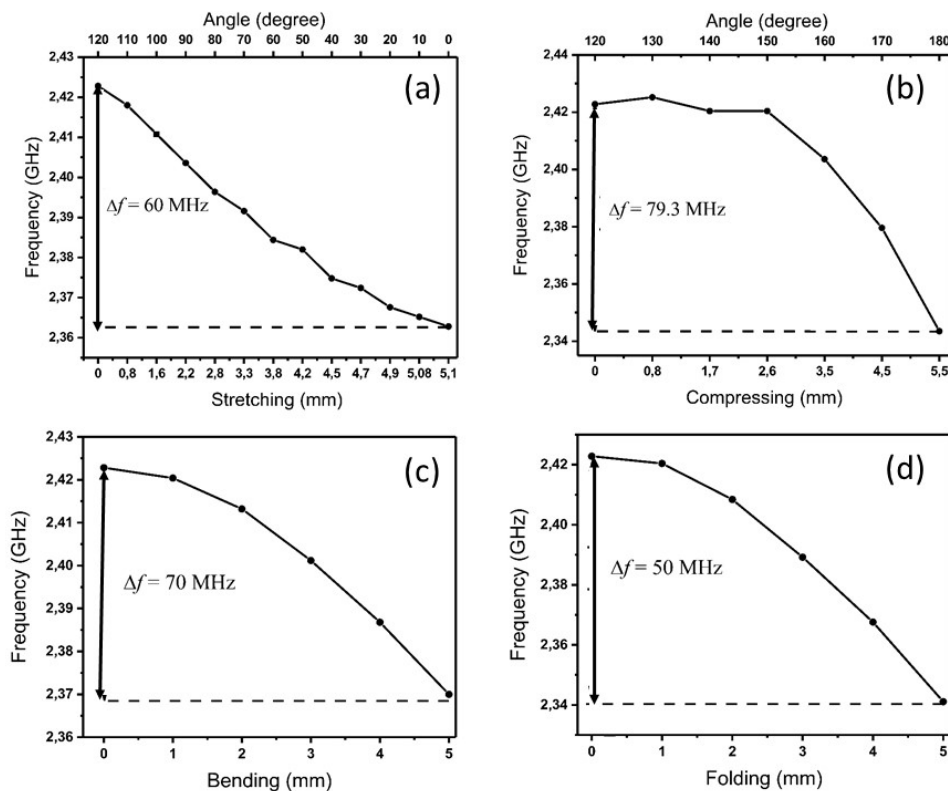 Angle (degree)
120 110 100 90 80 70 60 50 40 30 20 10 0
(a)
2,43
2,42
2,41
2,40
2,39
2,38
2,37
2,36
Frequency (GHz)
Δf = 60 MHz
0 0,8 1,6 2,2 2,8 3,3 3,8 4,2 4,5 4,7 4,9 5,08 5,1
Stretching (mm)
Angle (degree)
120 130 140 150 160 170 180
(b)
2,44
2,42
2,40
2,38
2,36
2,34
Frequency (GHz)
Δf = 79.3 MHz
0 0,8 1,7 2,6 3,5 4,5 5,5
Compressing (mm)
(c)
2,43
2,42
2,41
2,40
2,39
2,38
2,37
2,36
Frequency (GHz)
Δf = 70 MHz
0 1 2 3 4 5
Bending (mm)
(d)
2,42
2,40
2,38
2,36
2,34
Frequency (GHz)
Δf = 50 MHz
0 1 2 3 4 5
Folding (mm)